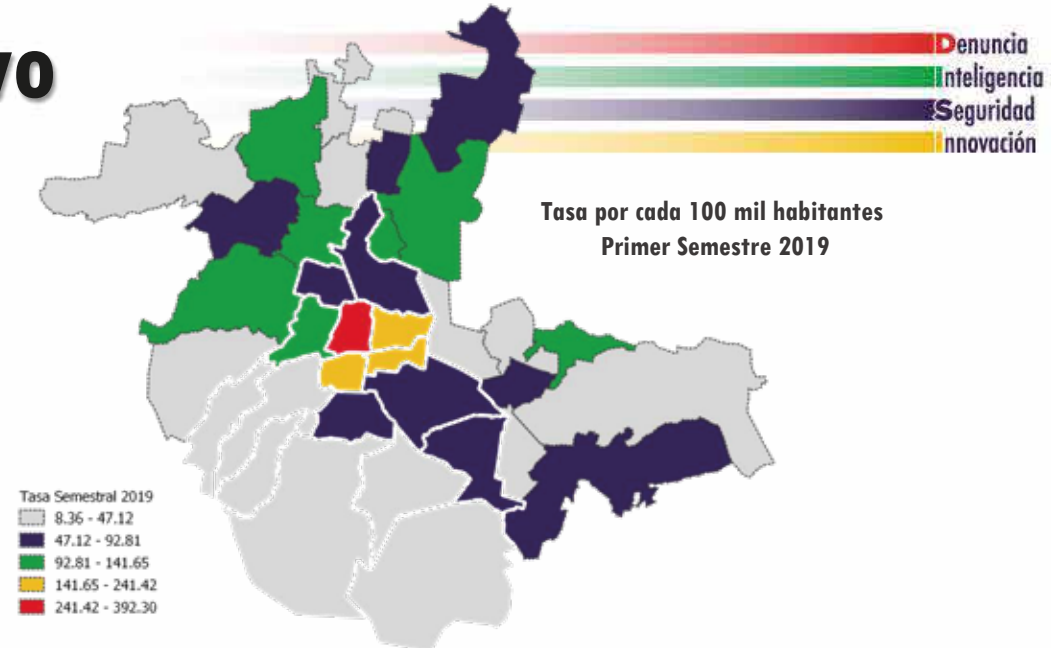 VO
Denuncia
Inteligencia
Seguridad
Innovación
Tasa por cada 100 mil habitantes
Primer Semestre 2019
Tasa Semestral 2019
8.36 - 47.12
47.12 - 92.81
92.81 - 141.65
141.65 - 241.42
241.42 - 392.30